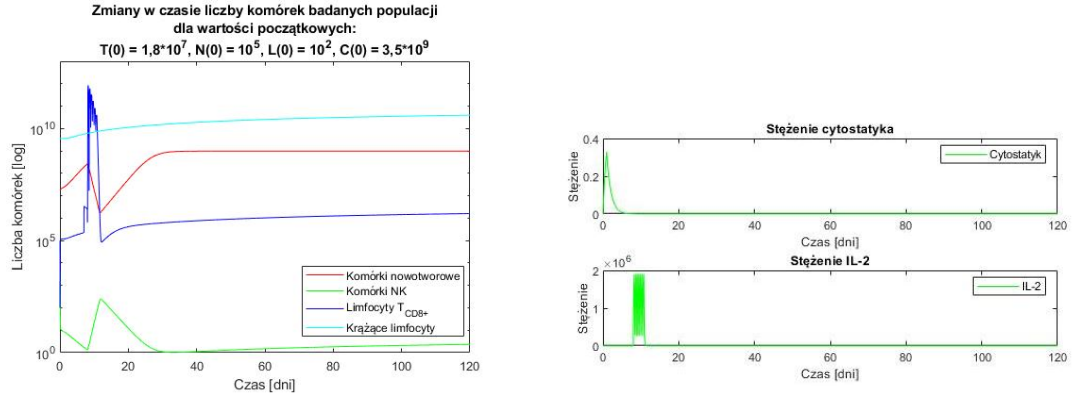 Zmiany w czasie liczby komórek badanych populacji
dla wartości początkowych:
T(0) = 1,8*10^7, N(0) = 10^5, L(0) = 10^2, C(0) = 3,5*10^9
Liczba komórek [log]
10^10
10^5
10^0
0 20 40 60 80 100 120
Czas [dni]
Komórki nowotworowe
Komórki NK
Limfocyty T_CD8+
Krążące limfocyty
Stężenie cytostatyka
Stężenie
0.4
0.2
0
0 20 40 60 80 100 120
Czas [dni]
Cytostatyk
Stężenie IL-2
× 10^6
Stężenie
2
1
0
0 20 40 60 80 100 120
Czas [dni]
IL-2